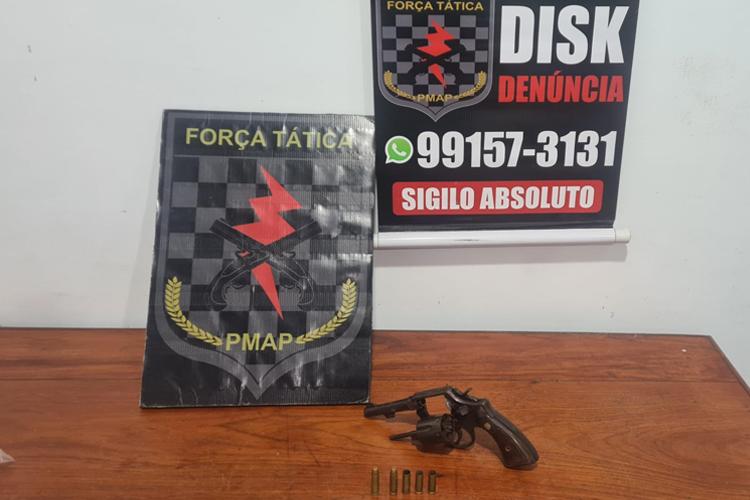 FORÇA TÁTICA
PMAP
DISK
DENÚNCIA
99157-3131
SIGILO ABSOLUTO
FORÇA TÁTICA
PMAP